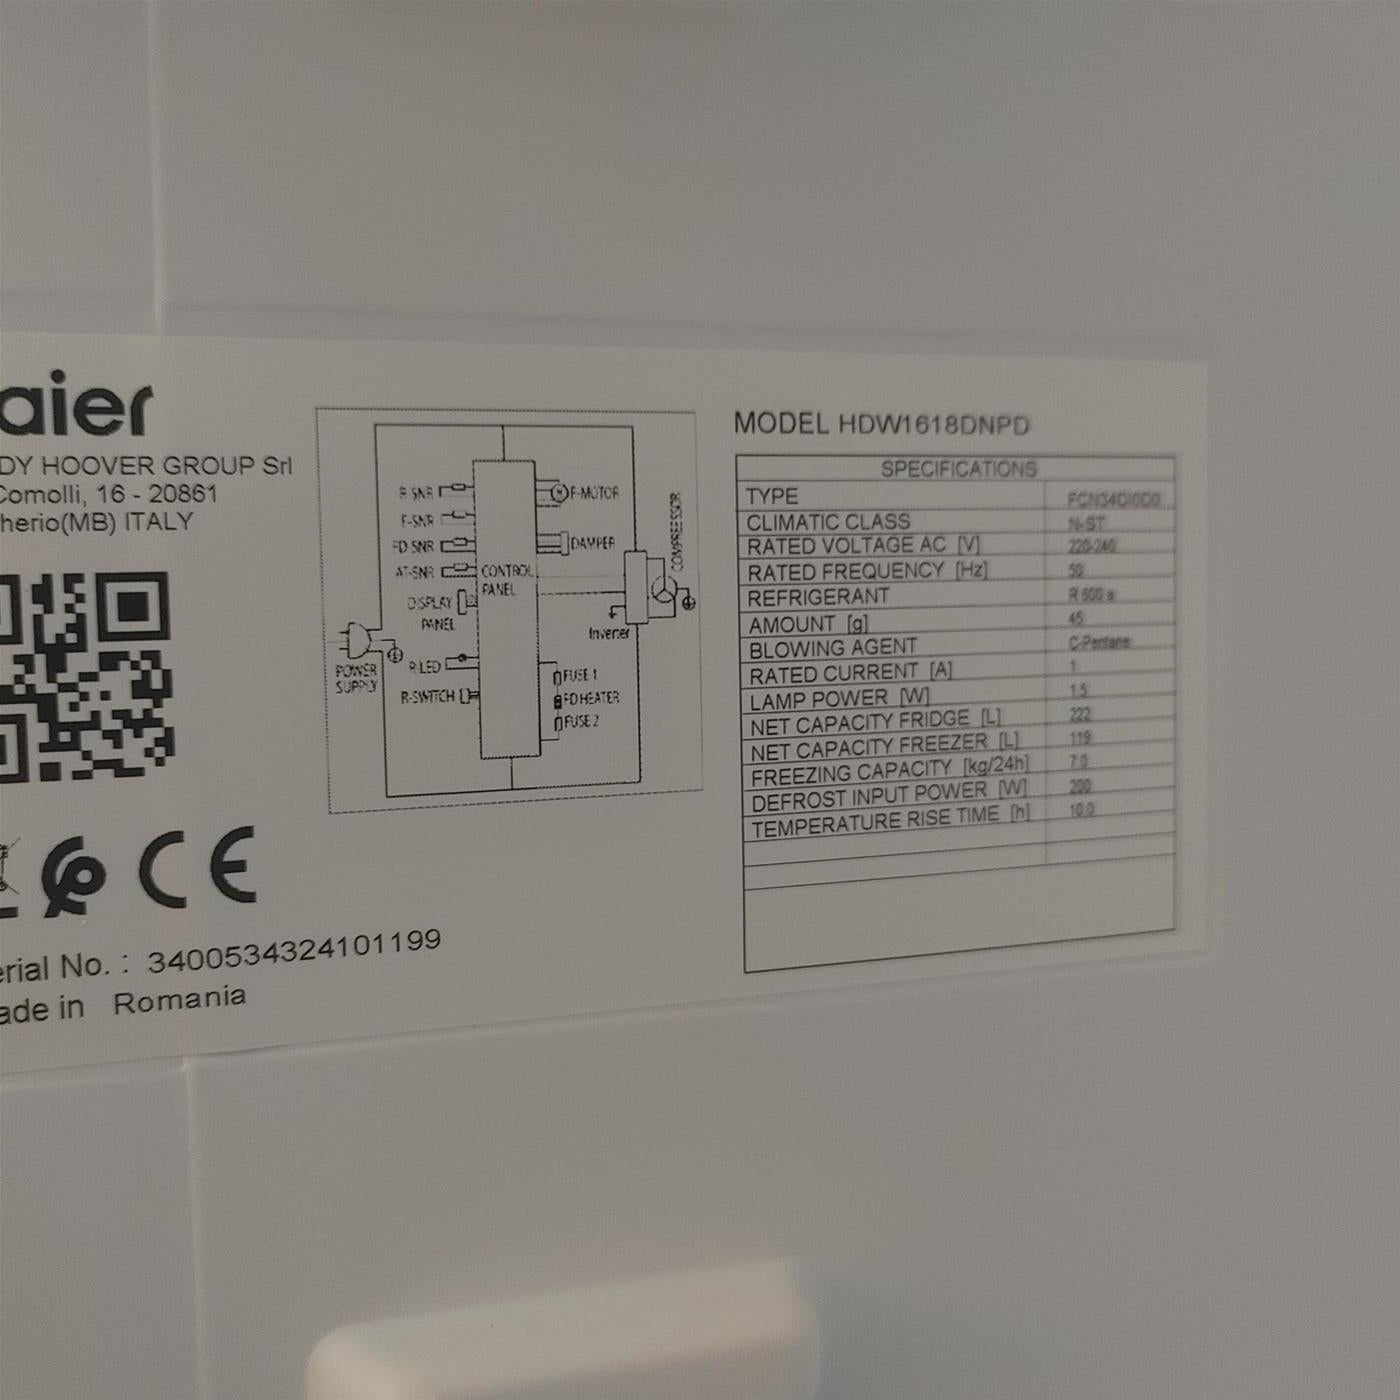 aier
DY HOOVER GROUP Srl
Comolli, 16 - 20861
herio(MB) ITALY
CE
erial No. : 3400534324101199
ade in Romania
R-SNR
F-SNR
FD-SNR
AT-SNR
DISPLAY
PANEL
POWER
SUPPLY
R-LED
R-SWITCH
CONTROL
PANEL
F-MOTOR
DAMPER
COMPRESSOR
Inverter
FUSE 1
FD HEATER
FUSE 2
MODEL HDW1618DNPD
SPECIFICATIONS
TYPE
CLIMATIC CLASS N-ST
RATED VOLTAGE AC [V] 220-240
RATED FREQUENCY [Hz] 50
REFRIGERANT R 600 a
AMOUNT [g] 45
BLOWING AGENT C-Pentane
RATED CURRENT [A] 1
LAMP POWER [W] 1.5
NET CAPACITY FRIDGE [L] 222
NET CAPACITY FREEZER [L] 119
FREEZING CAPACITY [kg/24h] 7.0
DEFROST INPUT POWER [W] 200
TEMPERATURE RISE TIME [h] 10.0